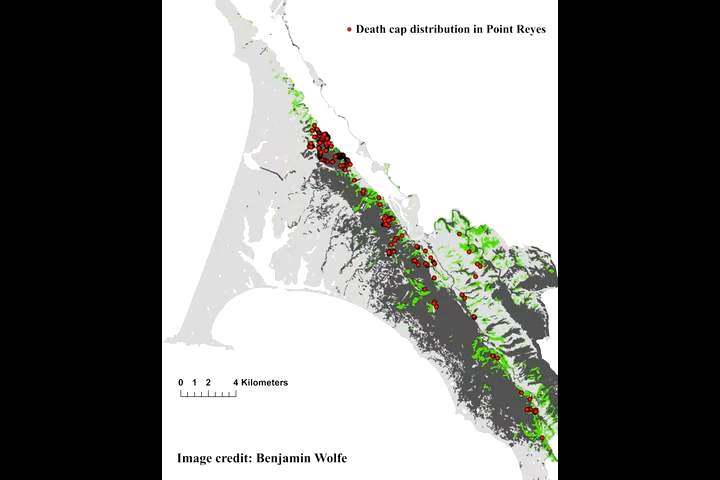 Death cap distribution in Point Reyes
0 1 2 4 Kilometers
Image credit: Benjamin Wolfe